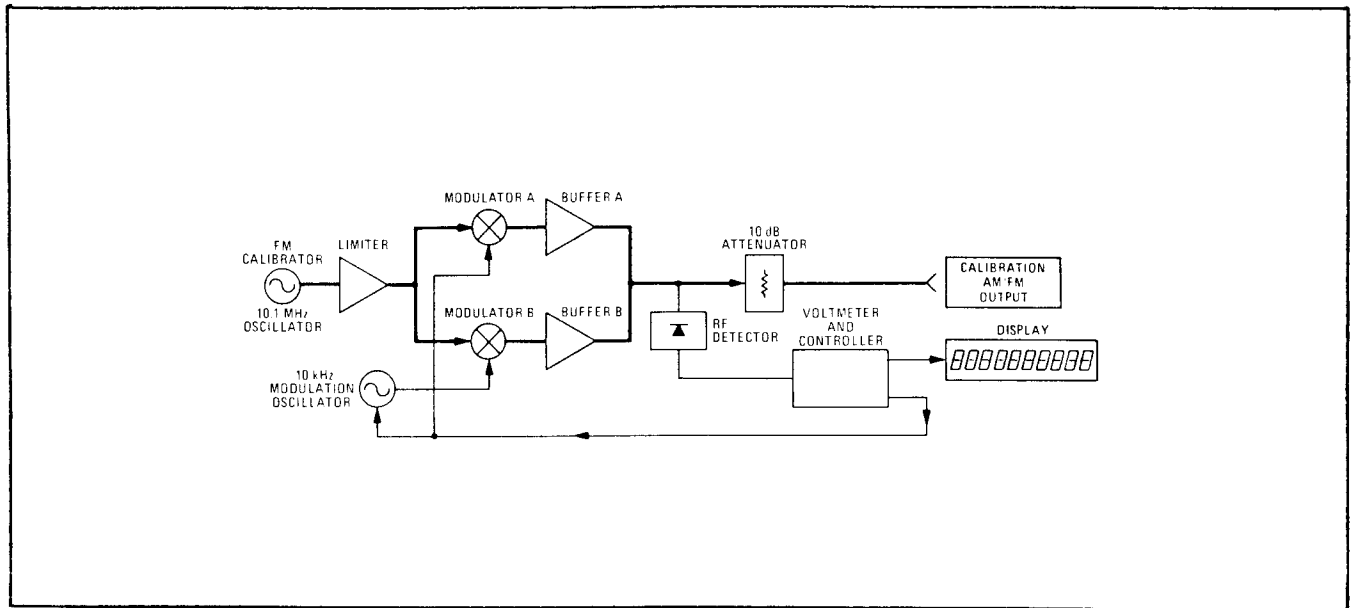 MODULATOR A
BUFFER A
FM
CALIBRATOR
LIMITER
10 dB
ATTENUATOR
CALIBRATION
AM/FM
OUTPUT
10.1 MHz
OSCILLATOR
MODULATOR B
BUFFER B
RF
DETECTOR
VOLTMETER
AND
CONTROLLER
DISPLAY
10 kHz
MODULATION
OSCILLATOR